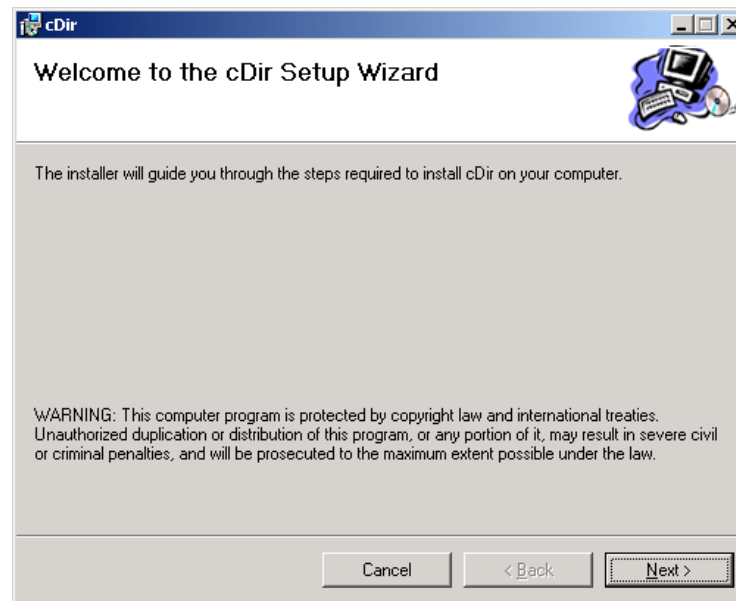 cDir
Welcome to the cDir Setup Wizard
The installer will guide you through the steps required to install cDir on your computer.
WARNING: This computer program is protected by copyright law and international treaties.
Unauthorized duplication or distribution of this program, or any portion of it, may result in severe civil
or criminal penalties, and will be prosecuted to the maximum extent possible under the law.
Cancel < Back Next >